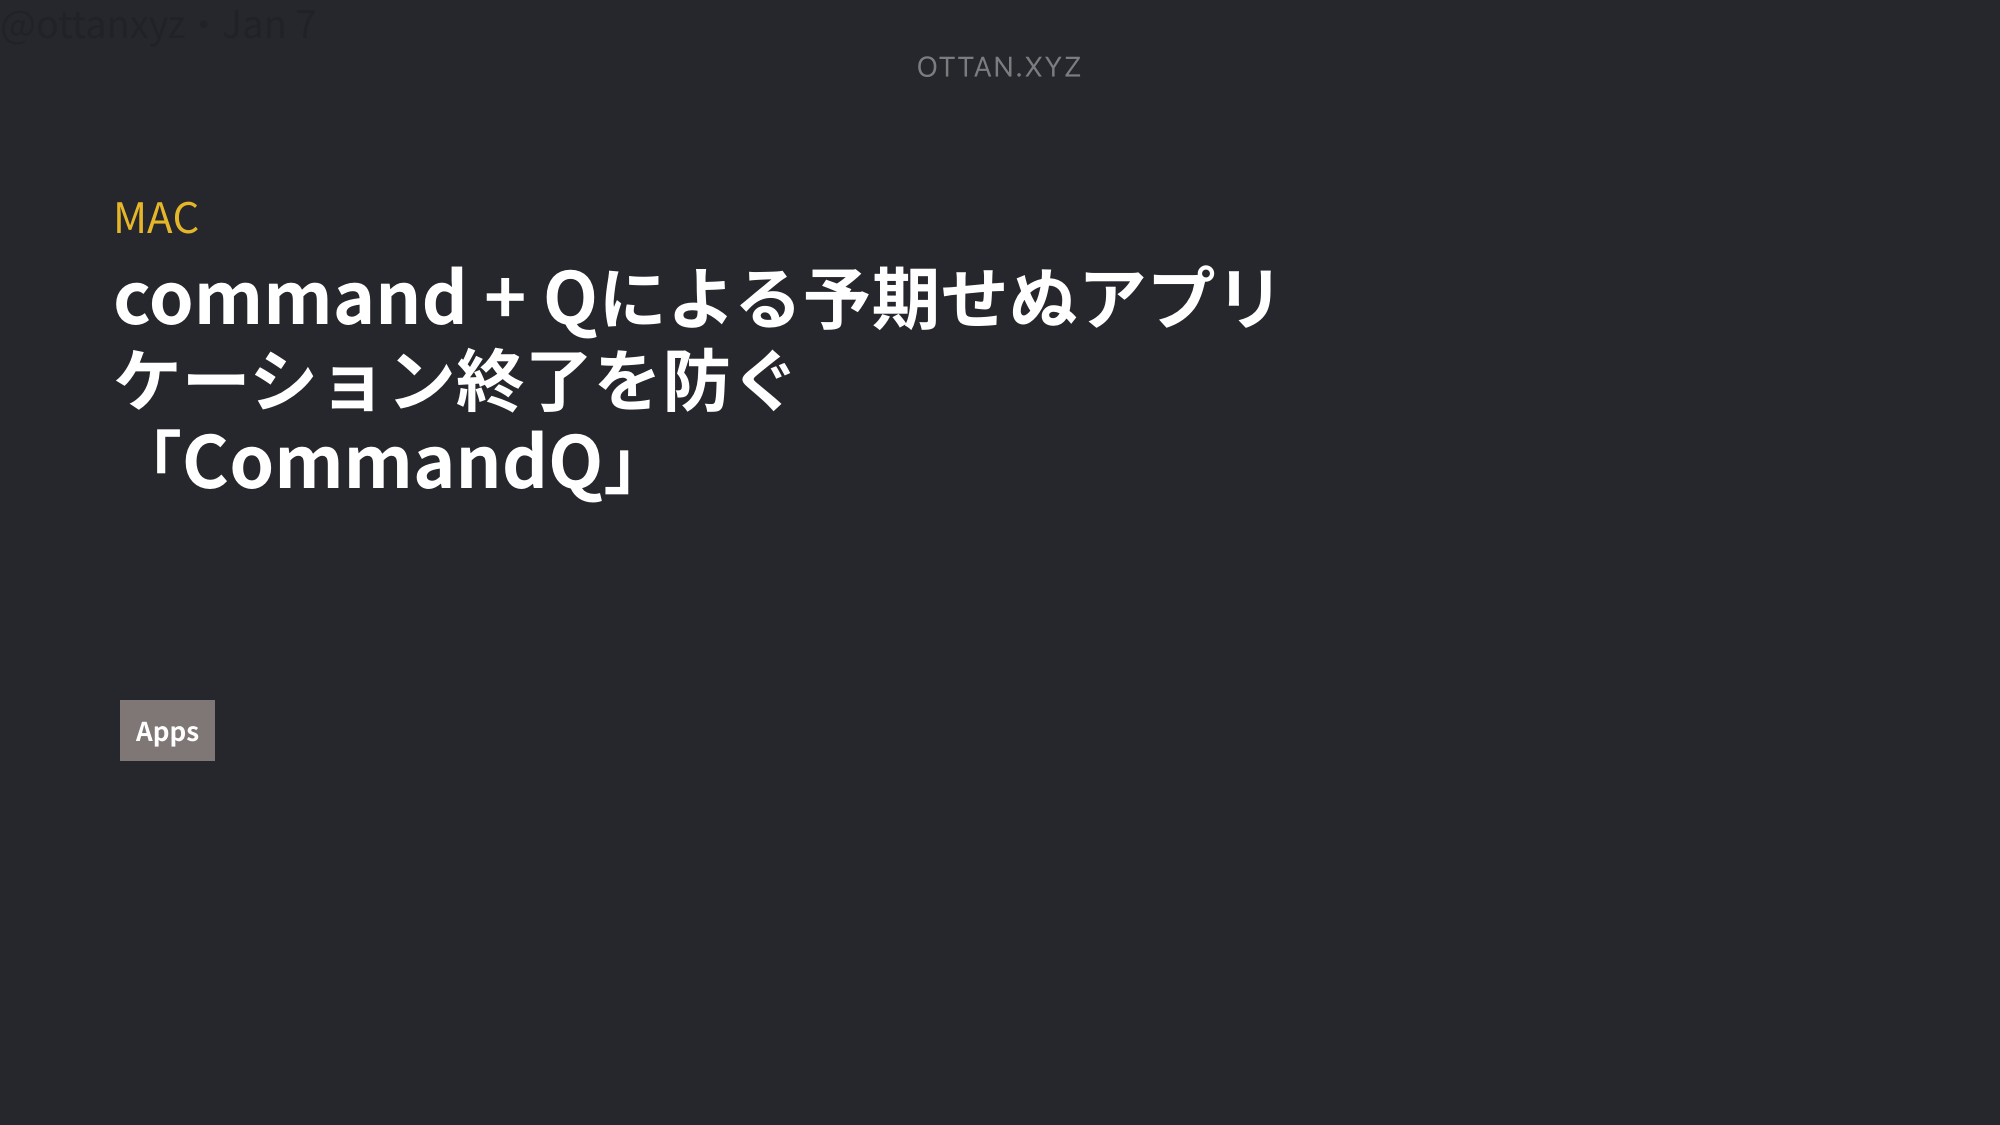 @ottanxyz・Jan 7
OTTAN.XYZ
MAC
command + Qによる予期せぬアプリ
ケーション終了を防ぐ
「CommandQ」
Apps